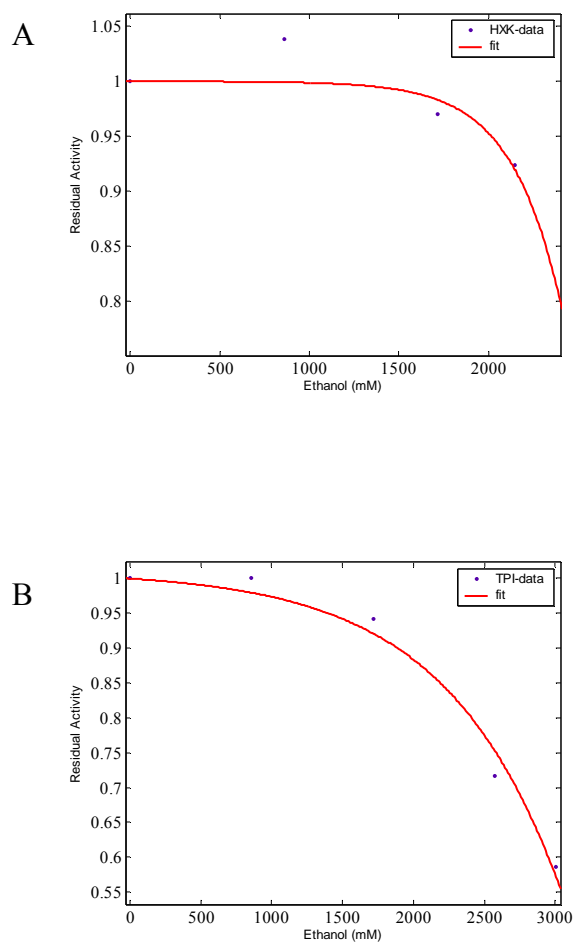 A
1.05
1
0.95
0.9
0.85
0.8
Residual Activity
HXK-data
fit
0 500 1000 1500 2000
Ethanol (mM)
B
1
0.95
0.9
0.85
0.8
0.75
0.7
0.65
0.6
0.55
Residual Activity
TPI-data
fit
0 500 1000 1500 2000 2500 3000
Ethanol (mM)